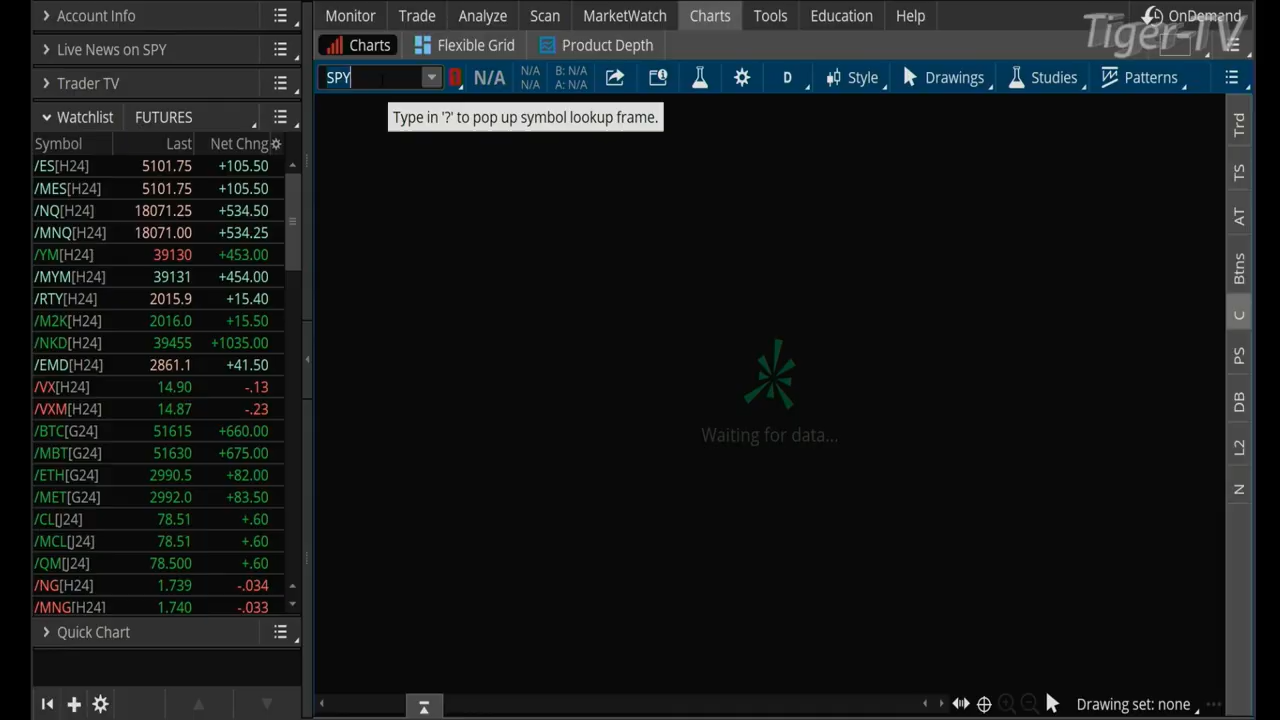 Account Info
Live News on SPY
Trader TV
Watchlist FUTURES
Symbol Last Net Chng
/ES[H24] 5101.75 +105.50
/MES[H24] 5101.75 +105.50
/NQ[H24] 18071.25 +534.50
/MNQ[H24] 18071.00 +534.25
/YM[H24] 39130 +453.00
/MYM[H24] 39131 +454.00
/RTY[H24] 2015.9 +15.40
/M2K[H24] 2016.0 +15.50
/NKD[H24] 39455 +1035.00
/EMD[H24] 2861.1 +41.50
/VX[H24] 14.90 -.13
/VXM[H24] 14.87 -.23
/BTC[G24] 51615 +660.00
/MBT[G24] 51630 +675.00
/ETH[G24] 2990.5 +82.00
/MET[G24] 2992.0 +83.50
/CL[J24] 78.51 +.60
/MCL[J24] 78.51 +.60
/QM[J24] 78.500 +.60
/NG[H24] 1.739 -.034
/MNG[H24] 1.740 -.033
Quick Chart
Monitor Trade Analyze Scan MarketWatch Charts Tools Education Help OnDemand
Tiger-TV
Charts Flexible Grid Product Depth
SPY N/A N/A B: N/A D Style Drawings Studies Patterns
N/A A: N/A
Type in '?' to pop up symbol lookup frame.
Waiting for data...
Trd
TS
AT
Btns
C
PS
DB
L2
N
Drawing set: none